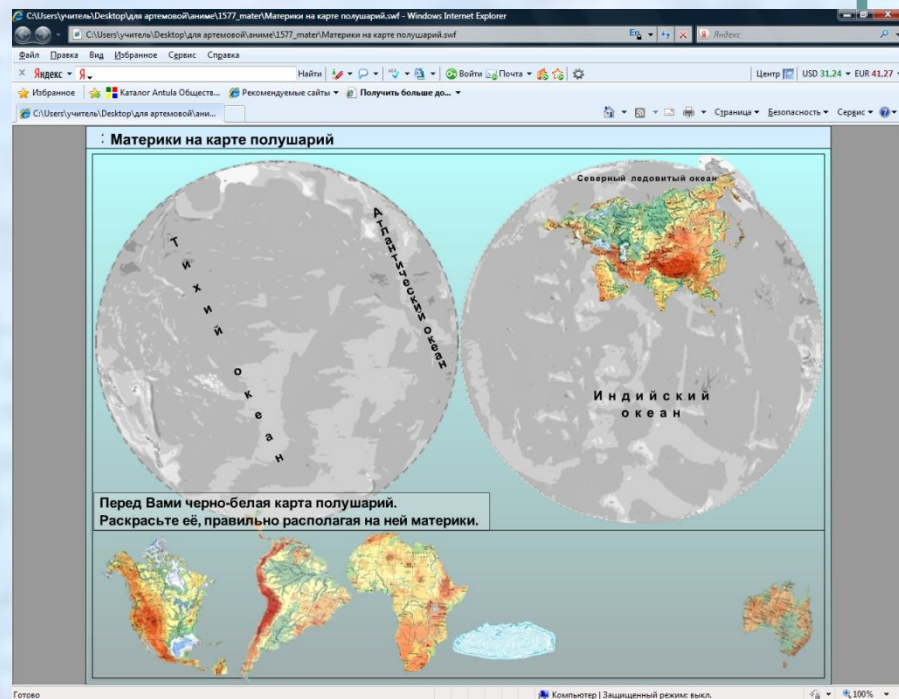 C:\Users\учитель\Desktop\для артемовой\аниме\1577_mater\Материки на карте полушарий.swf - Windows Internet Explorer
C:\Users\учитель\Desktop\для артемовой\аниме\1577_mater\Материки на карте полушарий.swf
En
Яндекс
Файл Правка Вид Избранное Сервис Справка
Яндекс Я Найти Войти Почта Центр USD 31,24 EUR 41,27
Избранное Каталог Antula Обществ... Рекомендуемые сайты Получить больше до...
C:\Users\учитель\Desktop\для артемовой\ани... Страница Безопасность Сервис
: Материки на карте полушарий
Тихий океан
Атлантический океан
Северный ледовитый океан
Индийский
океан
Перед Вами черно-белая карта полушарий.
Раскрасьте её, правильно располагая на ней материки.
Готово Компьютер | Защищенный режим: выкл. 100%